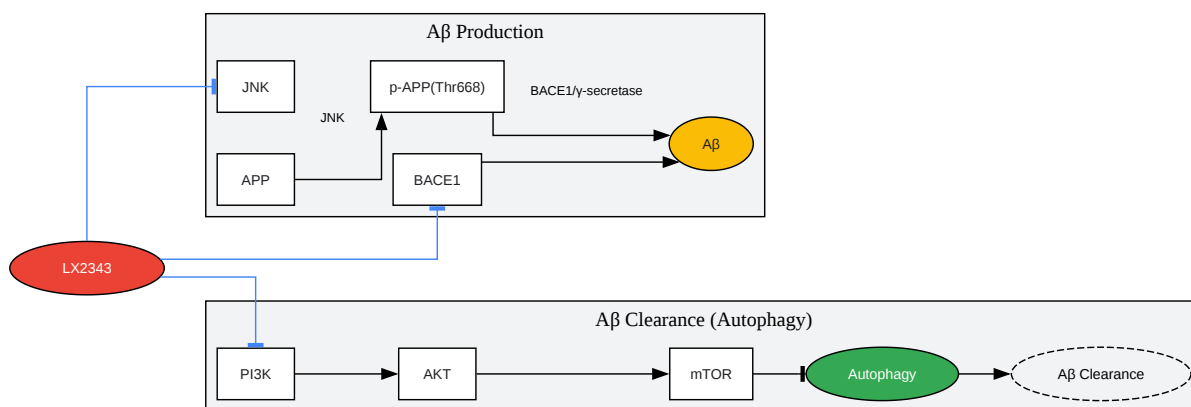 Aβ Production
JNK
p-APP(Thr668)
BACE1/γ-secretase
JNK
Aβ
APP
BACE1
LX2343
Aβ Clearance (Autophagy)
PI3K
AKT
mTOR
Autophagy
Aβ Clearance